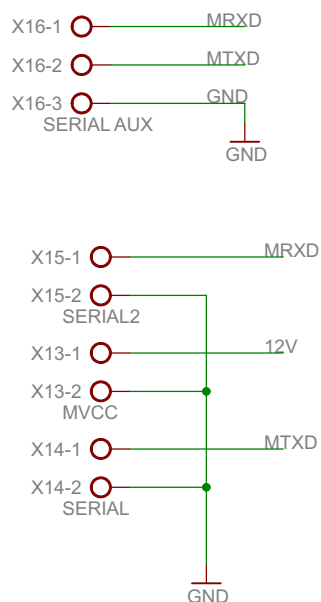 X16-1 MRXD
X16-2 MTXD
X16-3 GND
SERIAL AUX
GND
X15-1 MRXD
X15-2
SERIAL2
X13-1 12V
X13-2
MVCC
X14-1 MTXD
X14-2
SERIAL
GND